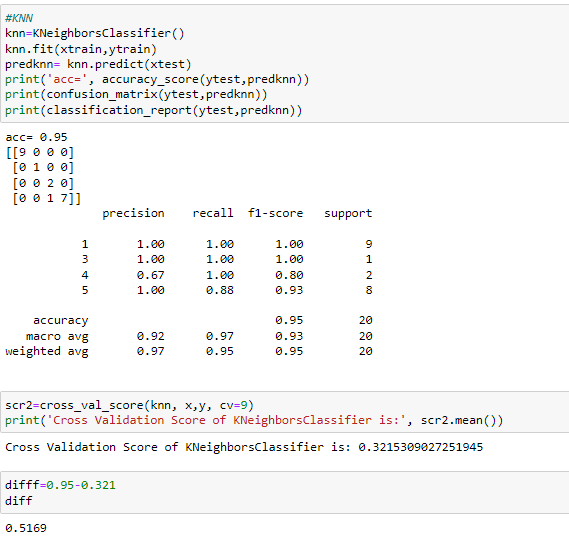 #KNN
knn=KNeighborsClassifier()
knn.fit(xtrain,ytrain)
predknn= knn.predict(xtest)
print('acc=', accuracy_score(ytest,predknn))
print(confusion_matrix(ytest,predknn))
print(classification_report(ytest,predknn))
acc= 0.95
[[9 0 0 0]
 [0 1 0 0]
 [0 0 2 0]
 [0 0 1 7]]
              precision    recall  f1-score   support
           1       1.00      1.00      1.00         9
           3       1.00      1.00      1.00         1
           4       0.67      1.00      0.80         2
           5       1.00      0.88      0.93         8
    accuracy                           0.95        20
   macro avg       0.92      0.97      0.93        20
weighted avg       0.97      0.95      0.95        20
scr2=cross_val_score(knn, x,y, cv=9)
print('Cross Validation Score of KNeighborsClassifier is:', scr2.mean())
Cross Validation Score of KNeighborsClassifier is: 0.3215309027251945
difff=0.95-0.321
diff
0.5169